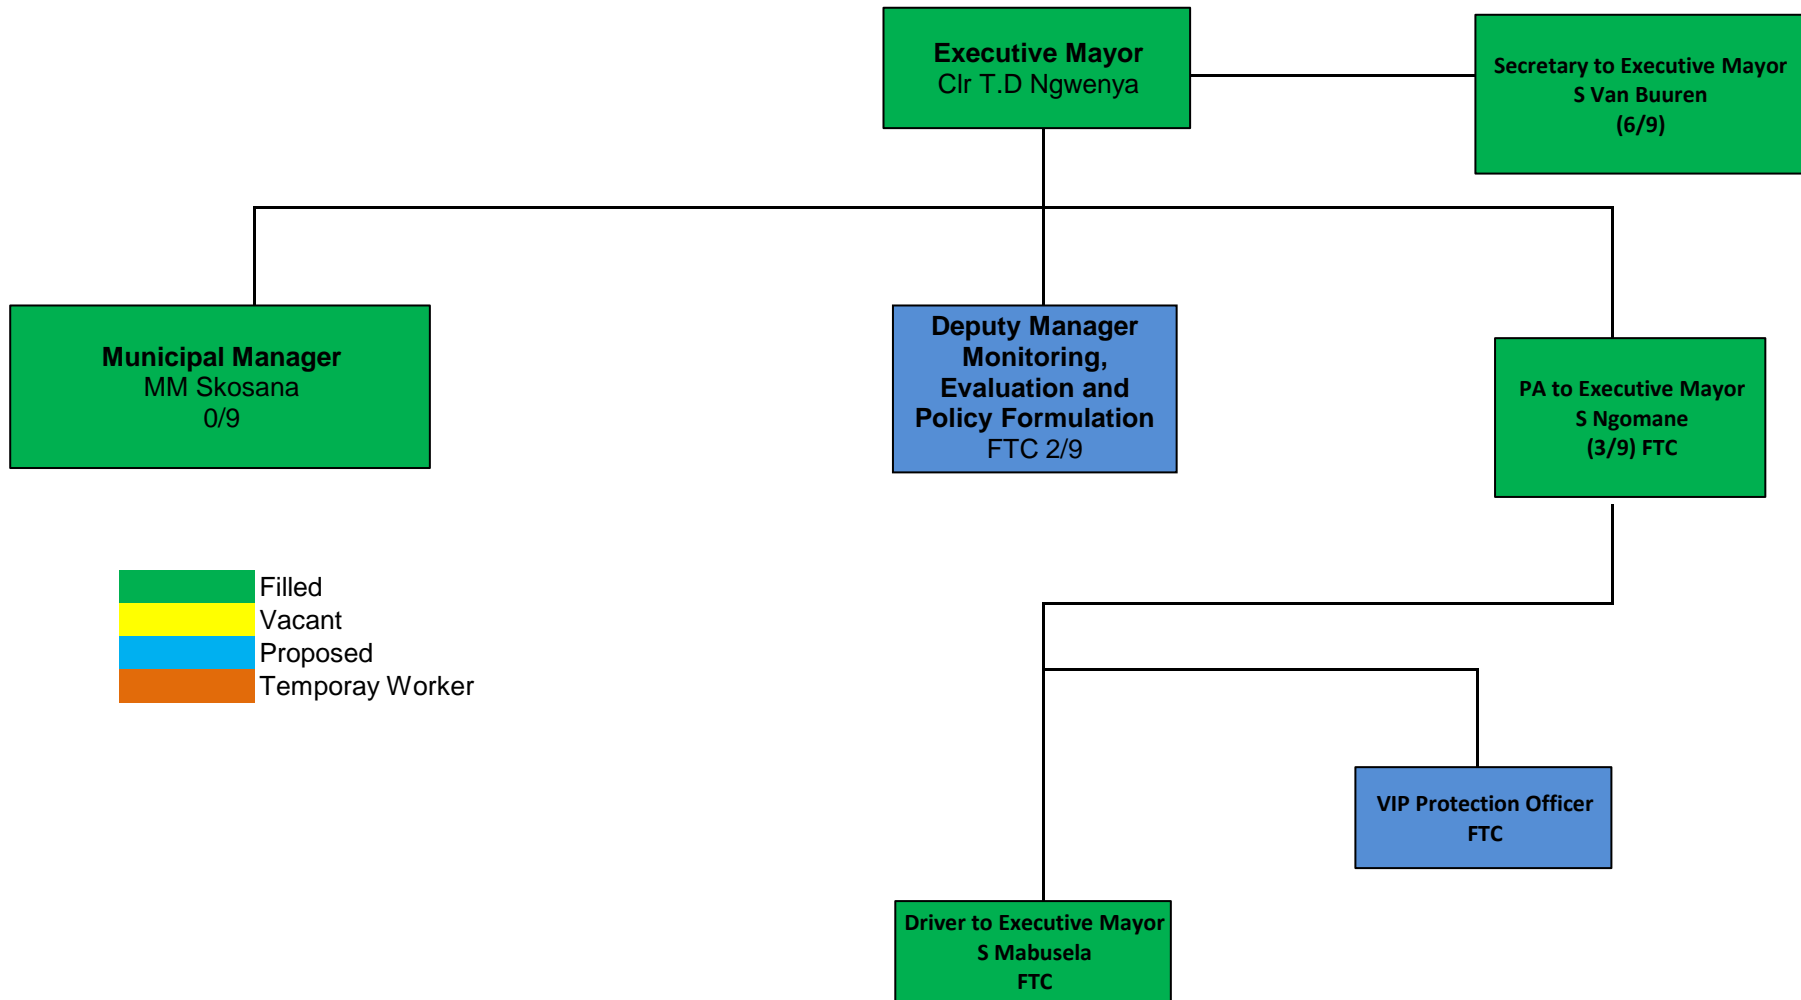 Executive Mayor
Clr T.D Ngwenya
Secretary to Executive Mayor
S Van Buuren
(6/9)
Municipal Manager
MM Skosana
0/9
Deputy Manager
Monitoring,
Evaluation and
Policy Formulation
FTC 2/9
PA to Executive Mayor
S Ngomane
(3/9) FTC
Filled
Vacant
Proposed
Temporay Worker
VIP Protection Officer
FTC
Driver to Executive Mayor
S Mabusela
FTC